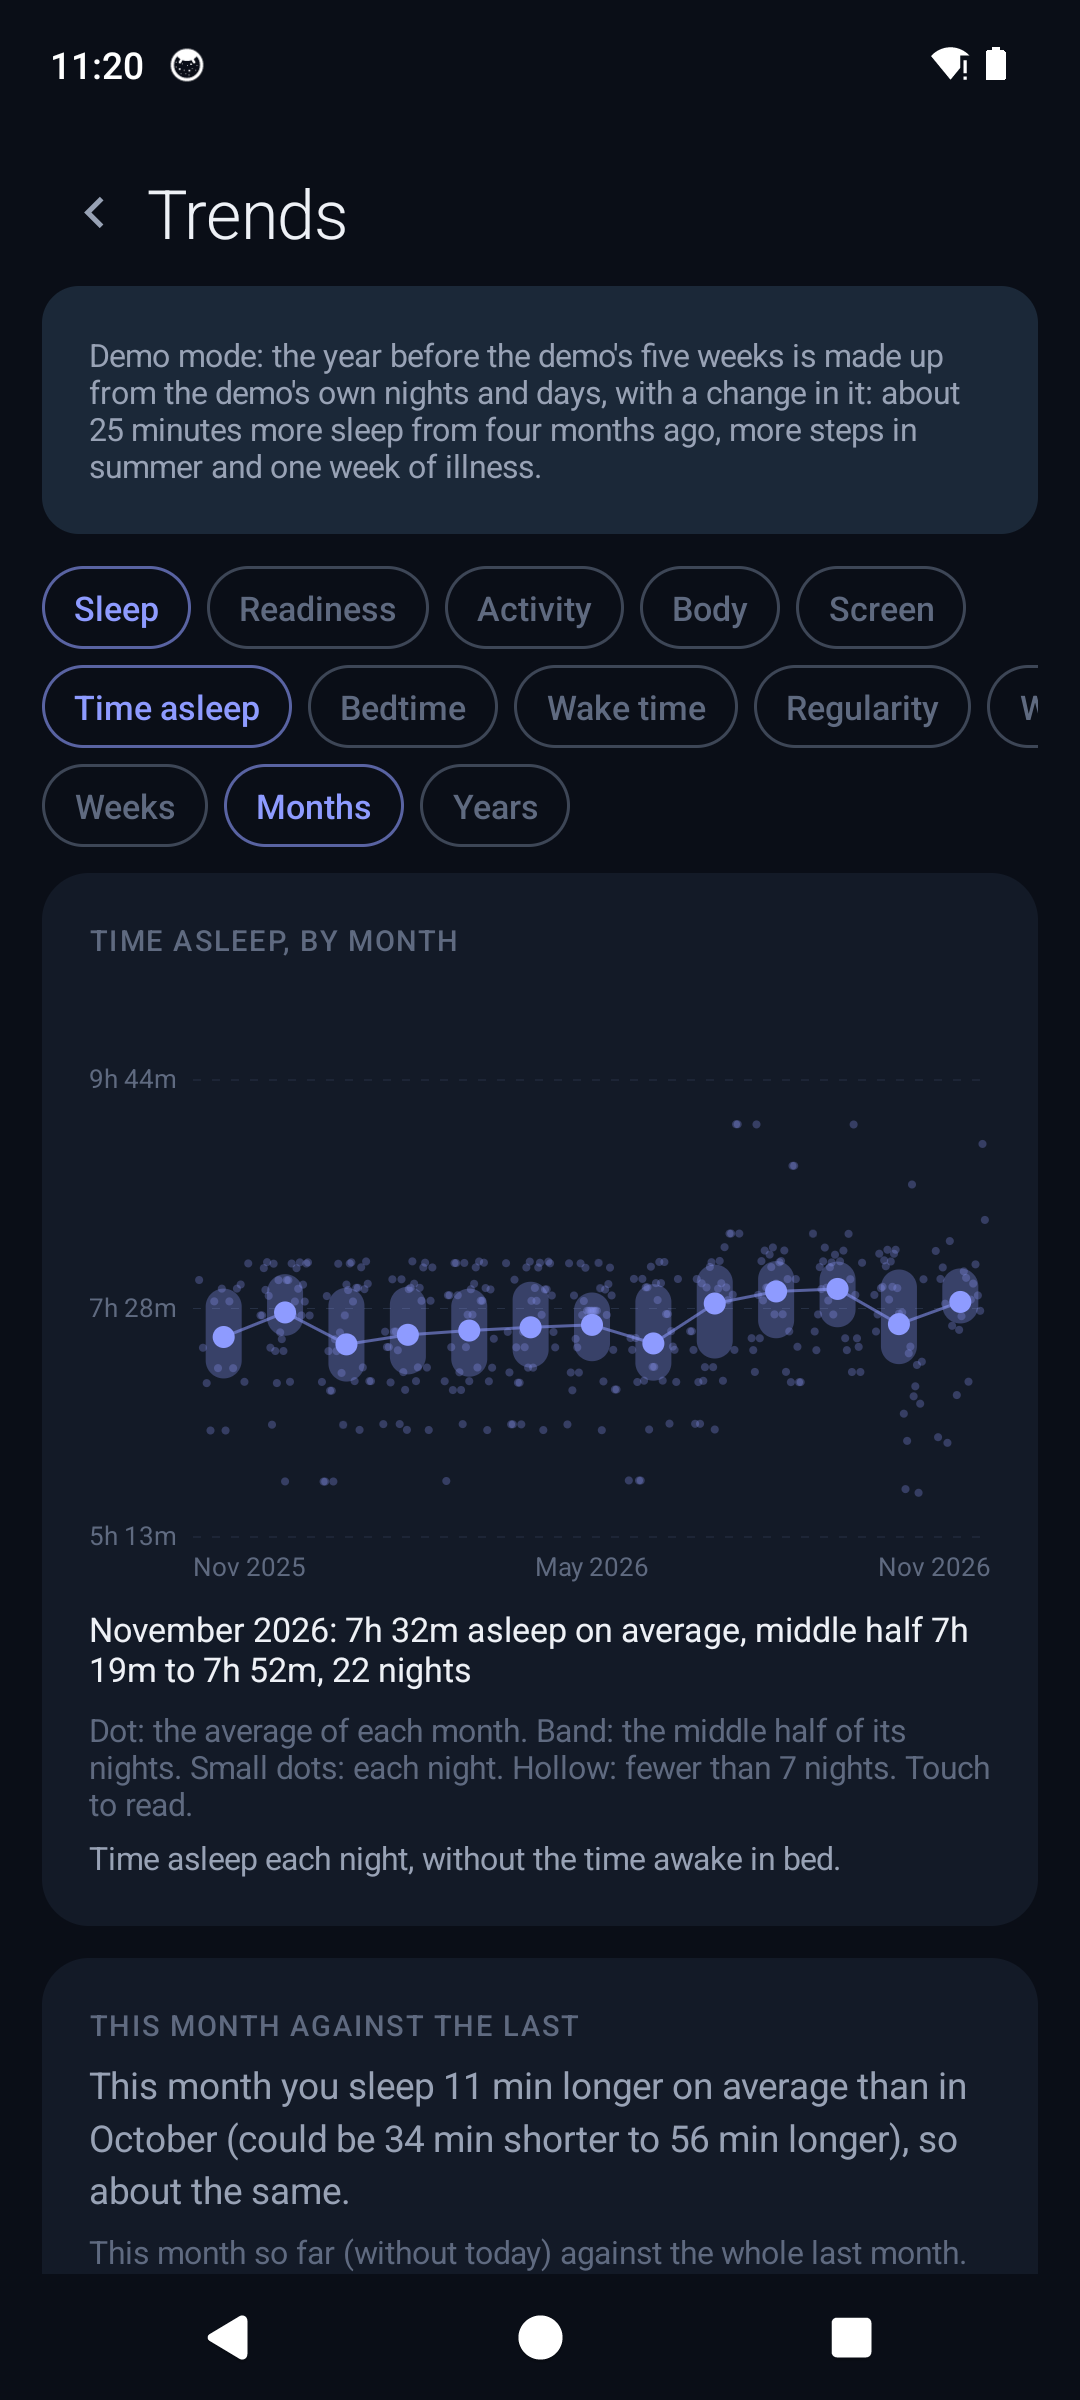 11:20
Trends
Demo mode: the year before the demo's five weeks is made up
from the demo's own nights and days, with a change in it: about
25 minutes more sleep from four months ago, more steps in
summer and one week of illness.
Sleep Readiness Activity Body Screen
Time asleep Bedtime Wake time Regularity
Weeks Months Years
TIME ASLEEP, BY MONTH
9h 44m
7h 28m
5h 13m
Nov 2025 May 2026 Nov 2026
November 2026: 7h 32m asleep on average, middle half 7h
19m to 7h 52m, 22 nights
Dot: the average of each month. Band: the middle half of its
nights. Small dots: each night. Hollow: fewer than 7 nights. Touch
to read.
Time asleep each night, without the time awake in bed.
THIS MONTH AGAINST THE LAST
This month you sleep 11 min longer on average than in
October (could be 34 min shorter to 56 min longer), so
about the same.
This month so far (without today) against the whole last month.